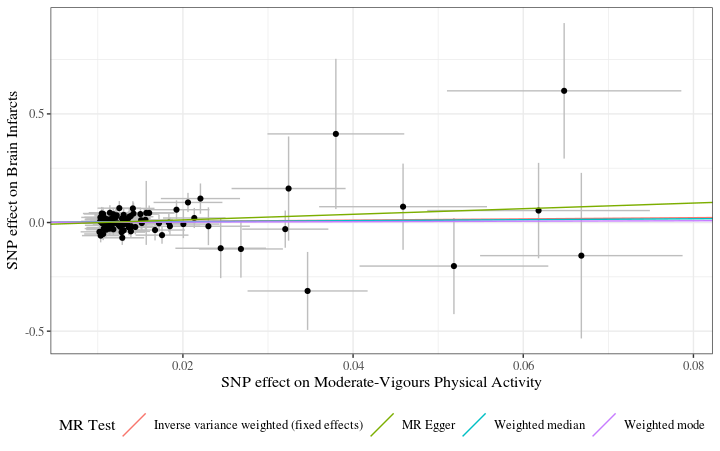 SNP effect on Brain Infarcts
0.5
0.0
-0.5
0.02 0.04 0.06 0.08
SNP effect on Moderate-Vigours Physical Activity
MR Test Inverse variance weighted (fixed effects) MR Egger Weighted median Weighted mode